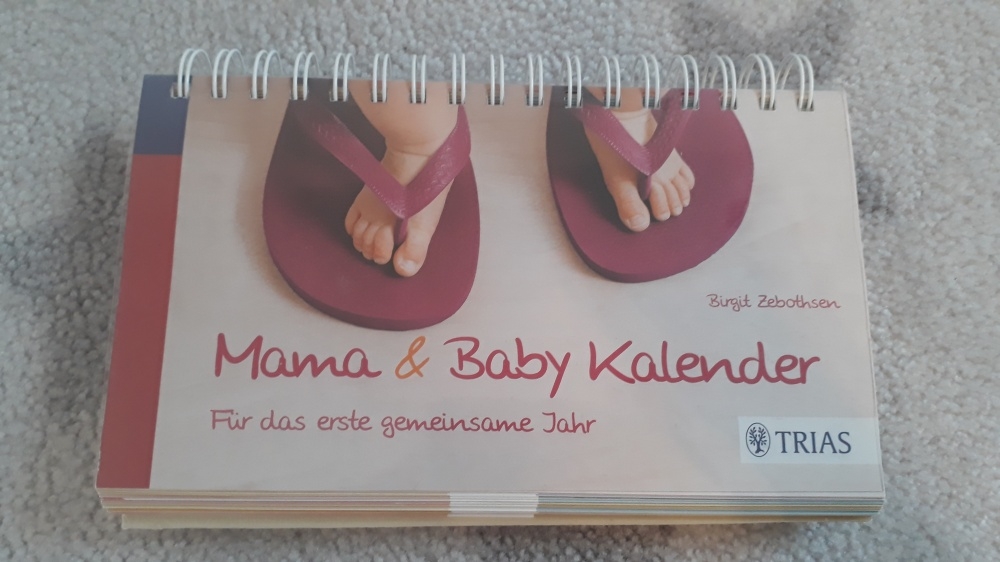 Birgit Zebothsen
Mama & Baby Kalender
Für das erste gemeinsame Jahr
TRIAS